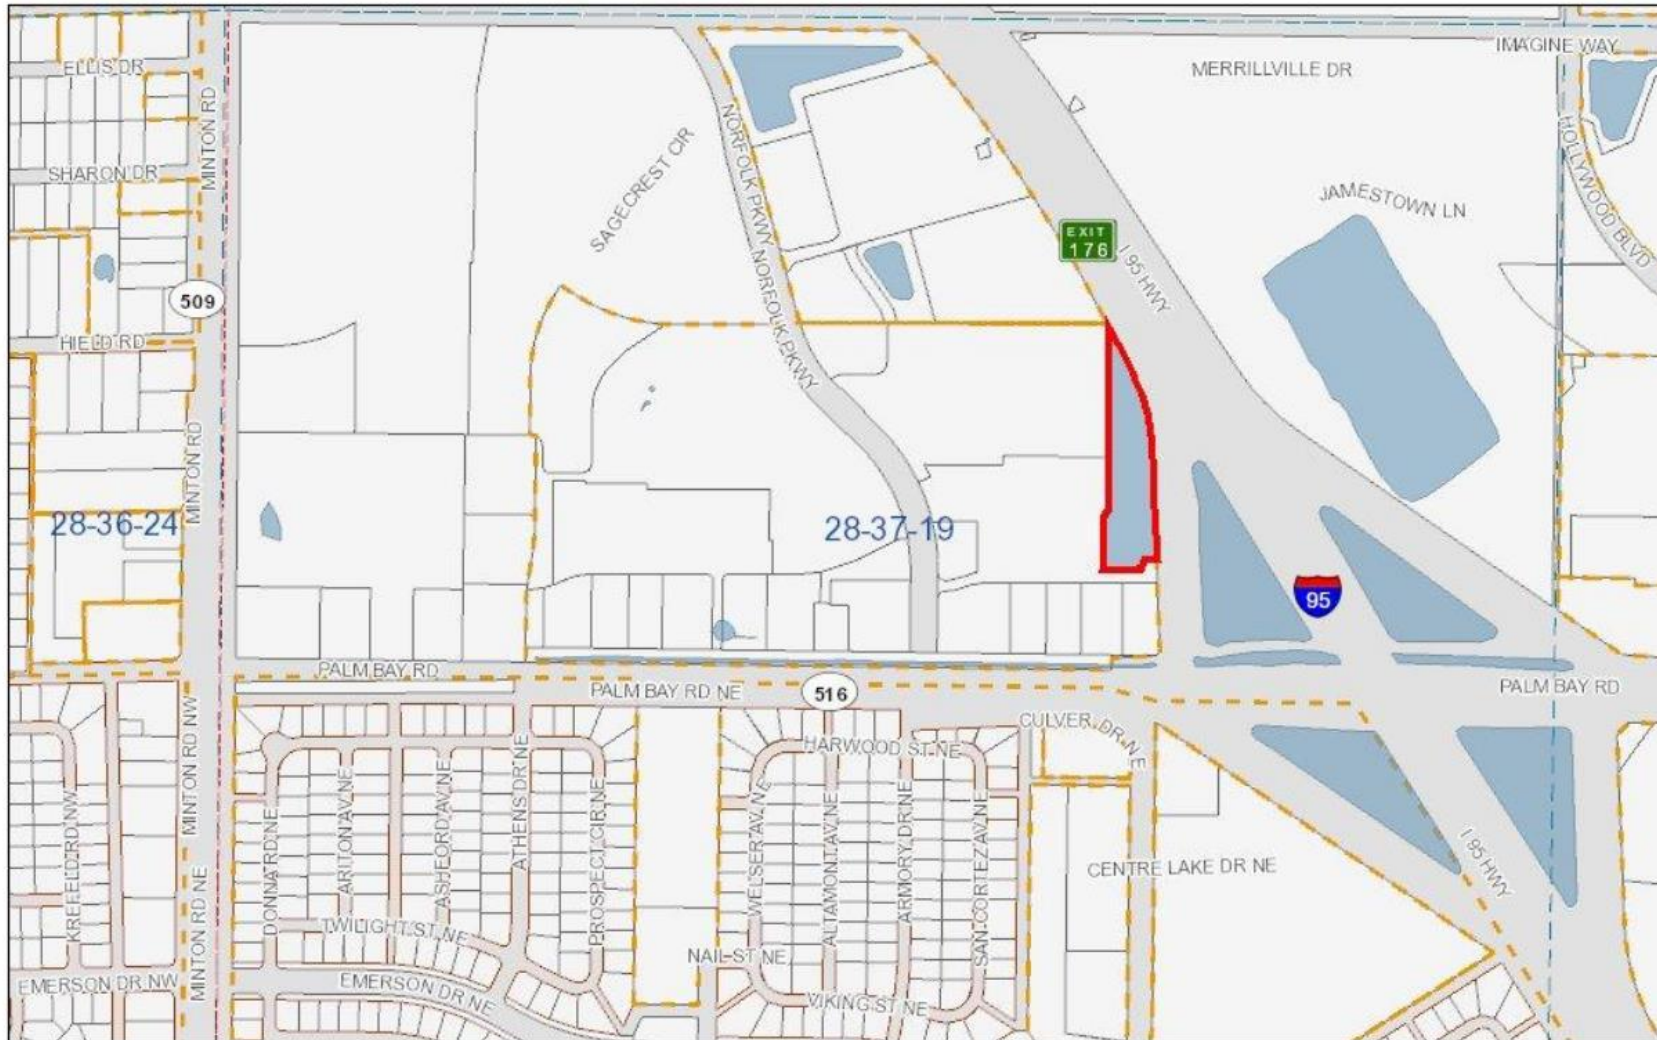 IMAGINE WAY
ELLIS DR
MERRILLVILLE DR
MINTON RD
NORFOLK PKWY
HOLLYWOOD BLVD
SAGECREST CIR
SHARON DR
JAMESTOWN LN
EXIT
176
I 95 HWY
NORFOLK PKWY
509
HIELD RD
MINTON RD
28-36-24
28-37-19
95
PALM BAY RD
PALM BAY RD NE
516
PALM BAY RD
MINTON RD NW
CULVER DR NE
HARWOOD ST NE
KREFELD RD NW
DONNA RD NE
ARITON AV NE
ASHFORD AV NE
ATHENS DR NE
PROSPECT CIR NE
WELSER AV NE
ALTAMONT AV NE
ARMORY DR NE
SAN CORTEZ AV NE
CENTRE LAKE DR NE
I 95 HWY
MINTON RD NE
TWILIGHT ST NE
NAIL ST NE
EMERSON DR NW
EMERSON DR NE
VIKING ST NE